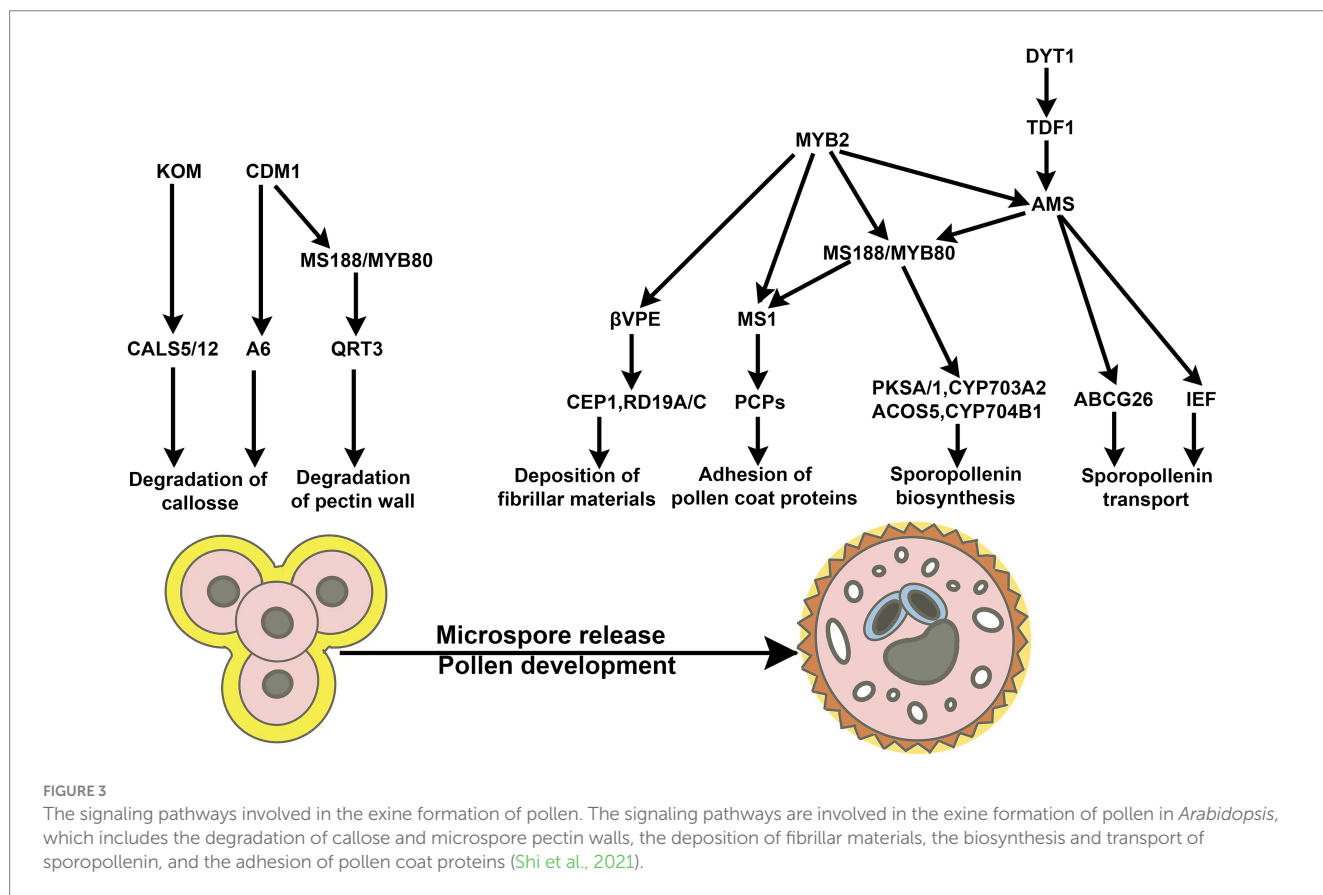 DYT1
TDF1
MYB2
KOM
CDM1
AMS
MS188/MYB80
MS188/MYB80
βVPE
MS1
CALS5/12
A6
QRT3
CEP1,RD19A/C
PCPs
PKSA/1,CYP703A2
ACOS5,CYP704B1
ABCG26
IEF
Degradation of
callosse
Degradation
of pectin wall
Deposition of
fibrillar materials
Adhesion of
pollen coat proteins
Sporopollenin
biosynthesis
Sporopollenin
transport
Microspore release
Pollen development
FIGURE 3
The signaling pathways involved in the exine formation of pollen. The signaling pathways are involved in the exine formation of pollen in Arabidopsis,
which includes the degradation of callose and microspore pectin walls, the deposition of fibrillar materials, the biosynthesis and transport of
sporopollenin, and the adhesion of pollen coat proteins (Shi et al., 2021).